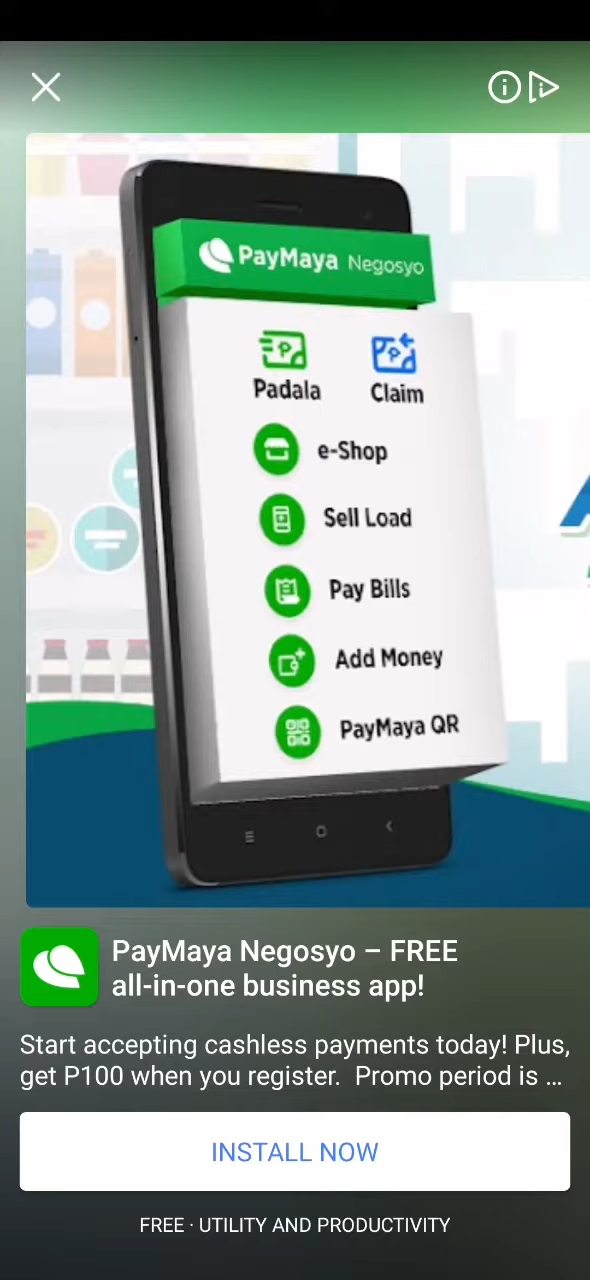 PayMaya Negosyo
Padala Claim
e-Shop
Sell Load
Pay Bills
Add Money
PayMaya QR
PayMaya Negosyo – FREE
all-in-one business app!
Start accepting cashless payments today! Plus,
get P100 when you register. Promo period is ...
INSTALL NOW
FREE · UTILITY AND PRODUCTIVITY